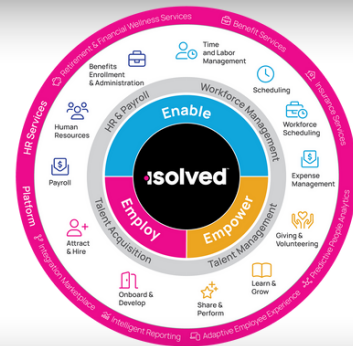 HR Services
Retirement & Financial Wellness Services
Benefit Services
Insurance Services
Platform
Integration Marketplace
Intelligent Reporting
Adaptive Employee Experience
Predictive People Analytics
Time
and Labor
Management
Scheduling
Workforce
Scheduling
Expense
Management
Giving &
Volunteering
Learn &
Grow
Share &
Perform
Onboard &
Develop
Attract
& Hire
Payroll
Human
Resources
Benefits
Enrollment
& Administration
HR & Payroll
Workforce Management
Talent Management
Talent Acquisition
Enable
Empower
Employ
isolved